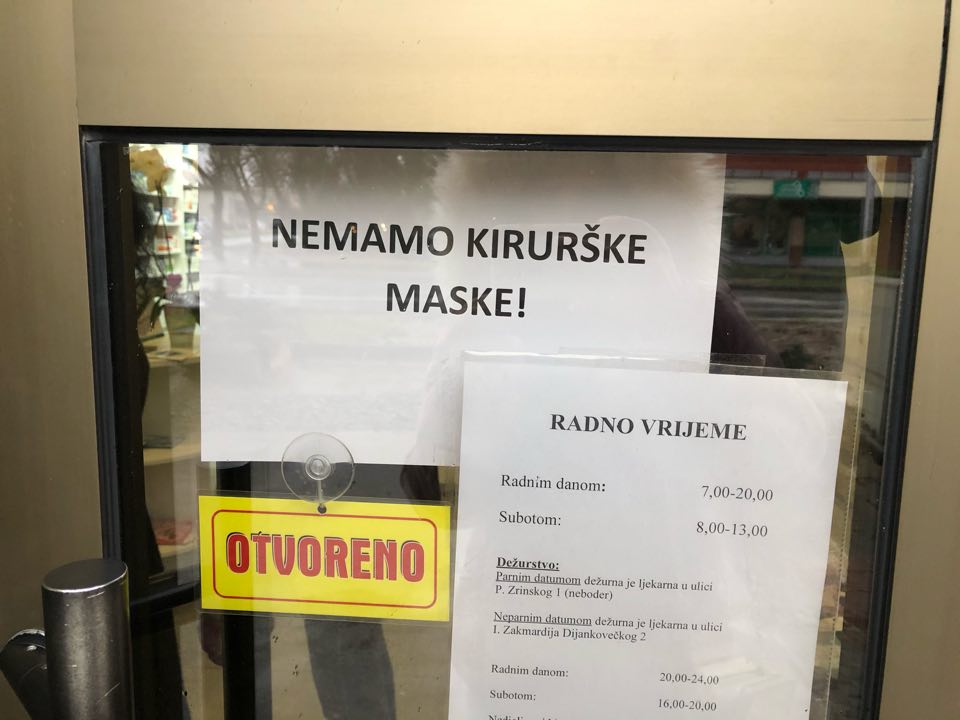 NEMAMO KIRURŠKE
MASKE!
RADNO VRIJEME
Radnim danom: 7,00-20,00
Subotom: 8,00-13,00
Dežurstvo:
Parnim datumom dežurna je ljekarna u ulici
P. Zrinskog 1 (neboder)
Neparnim datumom dežurna je ljekarna u ulici
I. Zakmardija Dijankovečkog 2
Radnim danom: 20,00-24,00
Subotom: 16,00-20,00
OTVORENO